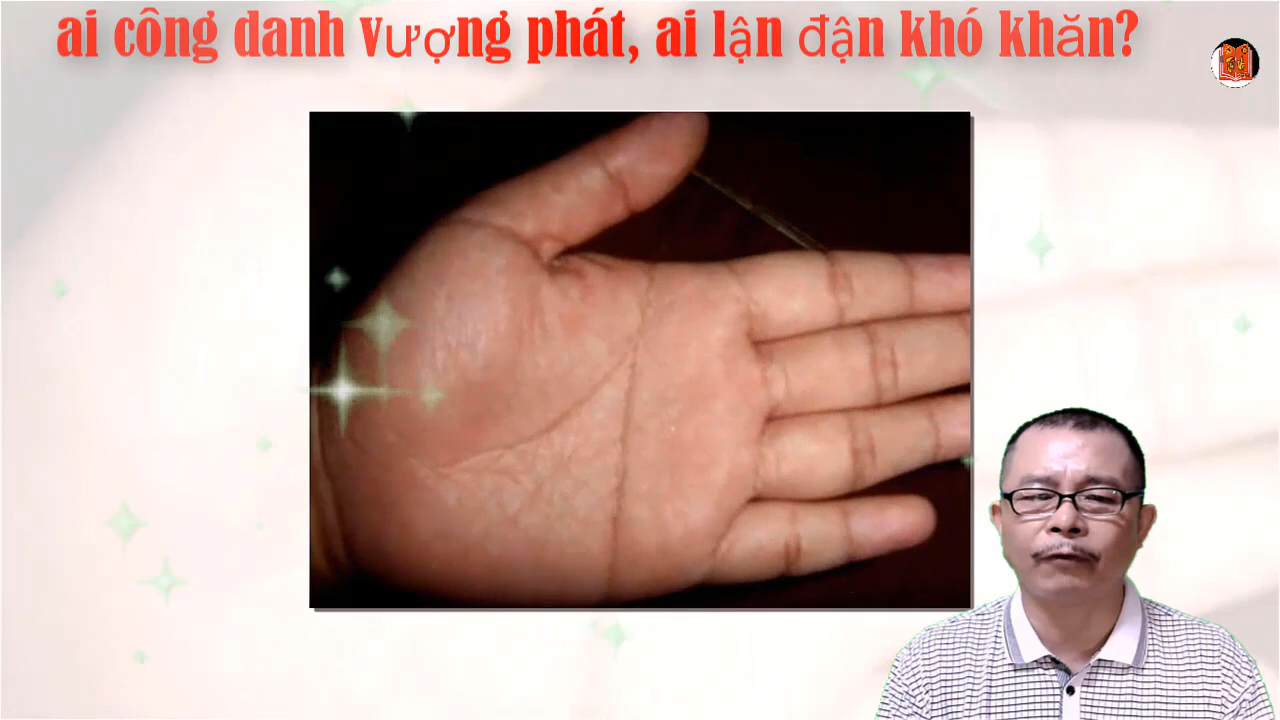 ai công danh vượng phát, ai lận đận khó khăn?